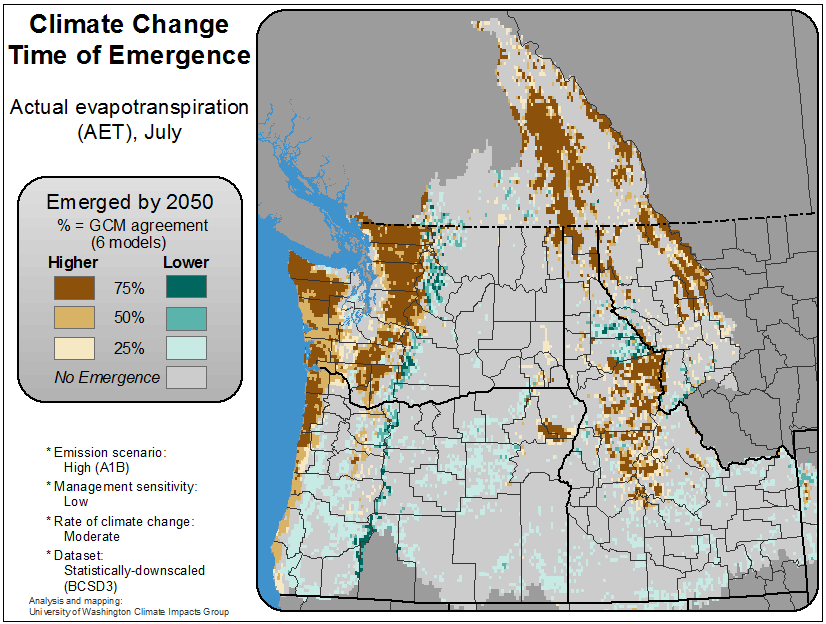 Climate Change
Time of Emergence
Actual evapotranspiration
(AET), July
Emerged by 2050
% = GCM agreement
(6 models)
Higher Lower
75%
50%
25%
No Emergence
* Emission scenario:
High (A1B)
* Management sensitivity:
Low
* Rate of climate change:
Moderate
* Dataset:
Statistically-downscaled
(BCSD3)
Analysis and mapping:
University of Washington Climate Impacts Group